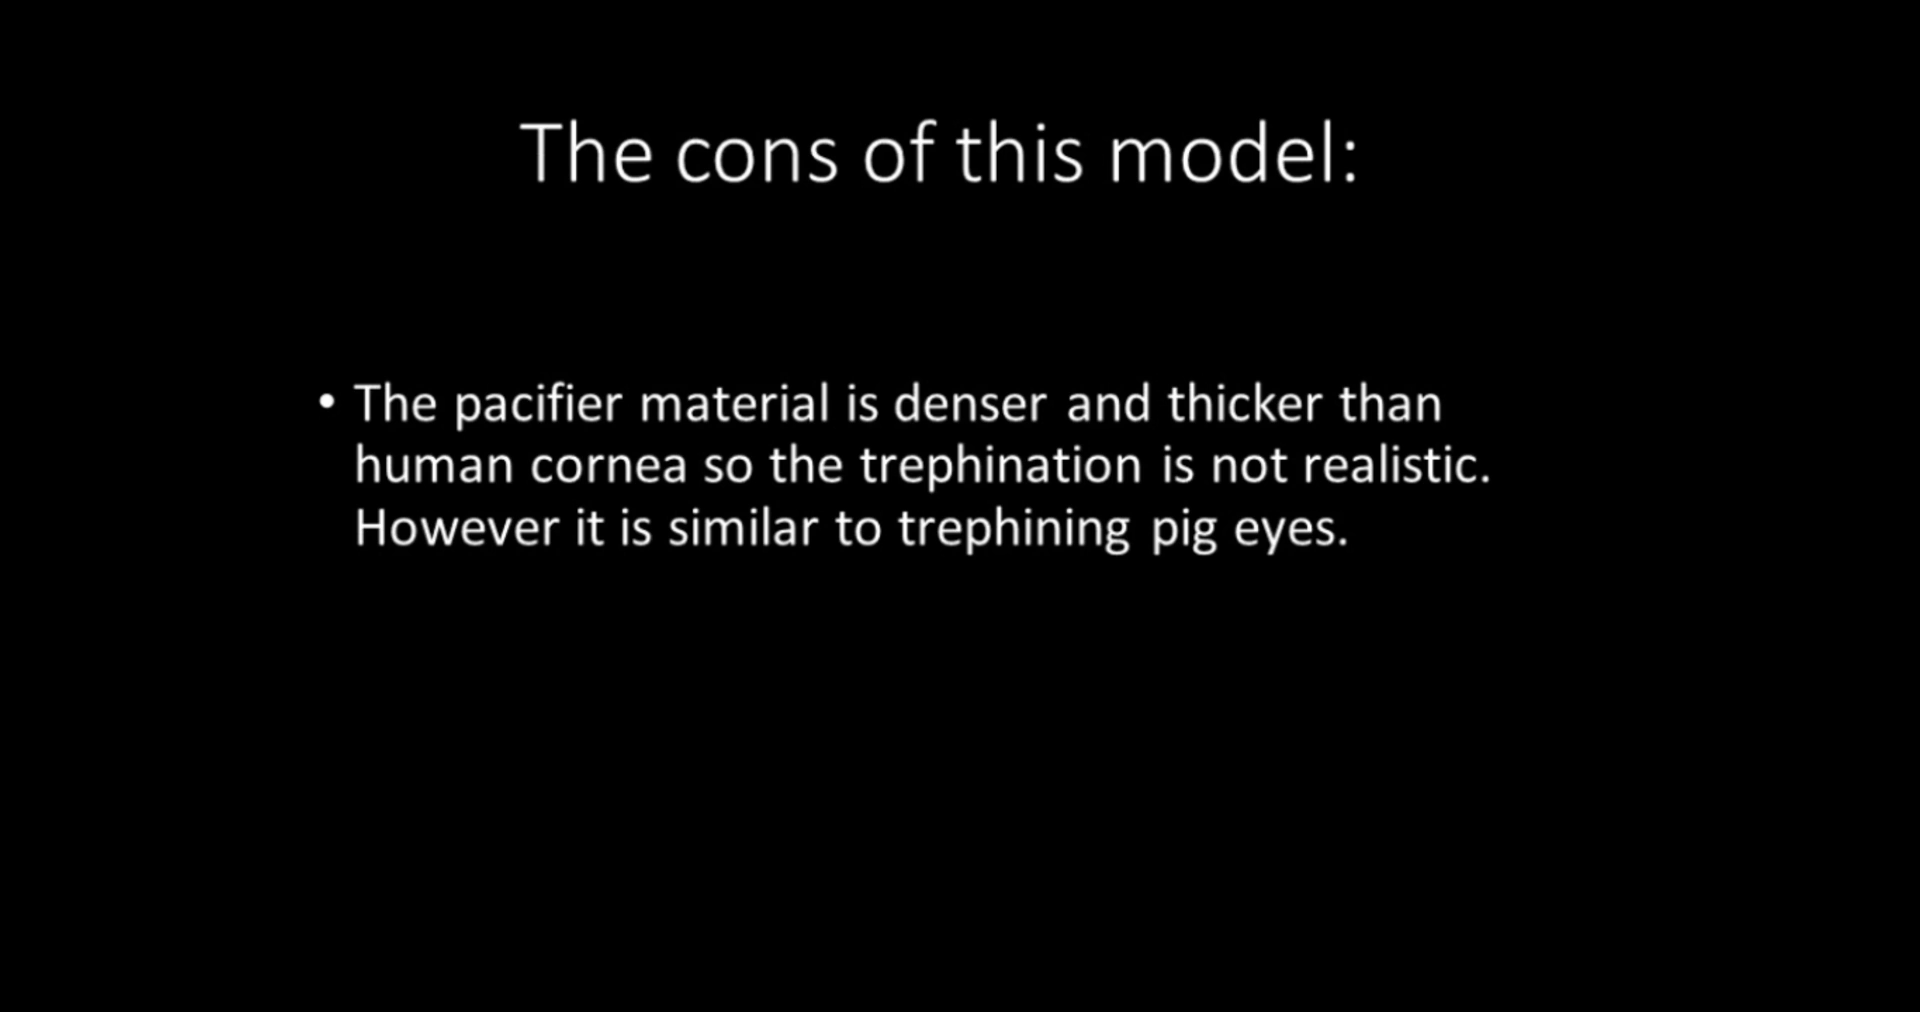 The cons of this model:
• The pacifier material is denser and thicker than
human cornea so the trephination is not realistic.
However it is similar to trephining pig eyes.